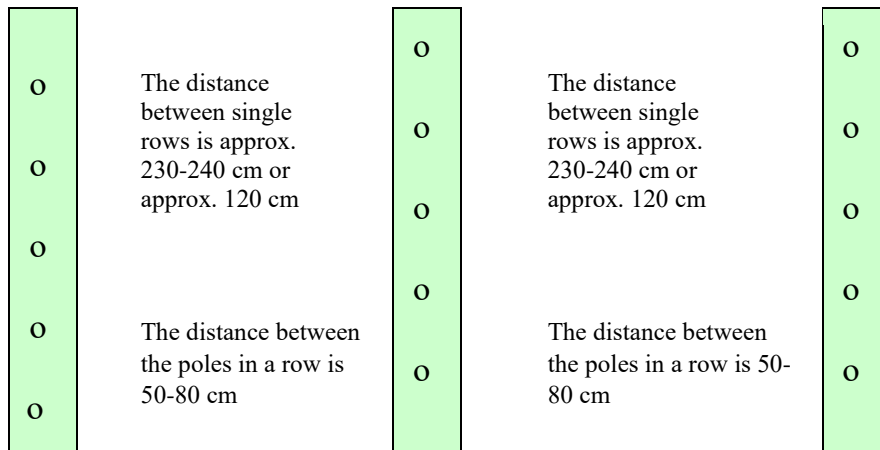 o
o
o
o
o
The distance
between single
rows is approx.
230-240 cm or
approx. 120 cm
The distance between
the poles in a row is
50-80 cm
o
o
o
o
o
The distance
between single
rows is approx.
230-240 cm or
approx. 120 cm
The distance between
the poles in a row is 50-
80 cm
o
o
o
o
o